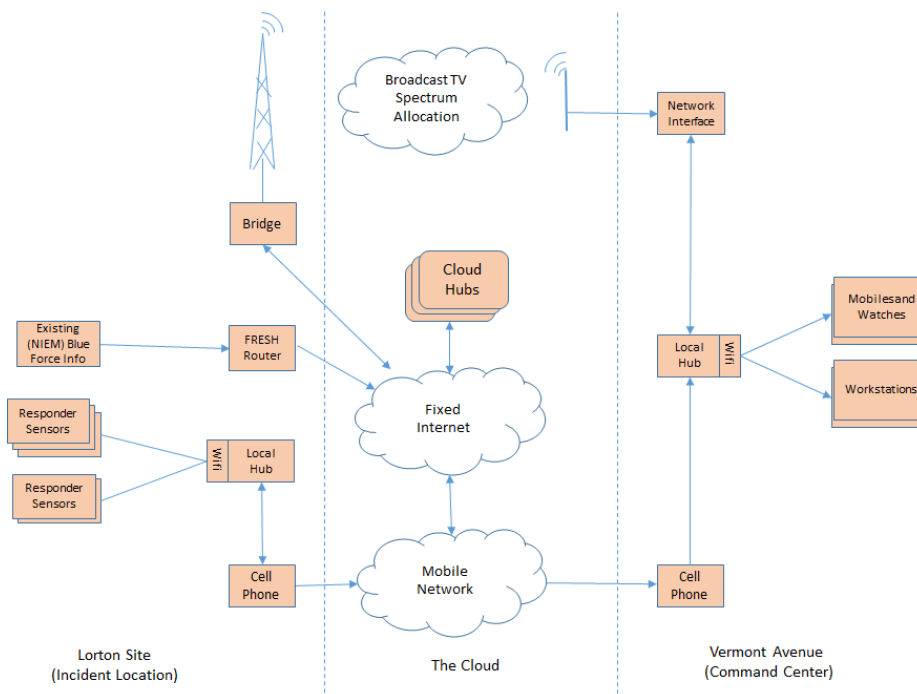 Broadcast TV
Spectrum
Allocation
Network
Interface
Bridge
Cloud
Hubs
Mobilesand
Watches
Existing
(NIEM) Blue
Force Info
FRESH
Router
Local
Hub
Wifi
Workstations
Fixed
Internet
Responder
Sensors
Wifi
Local
Hub
Responder
Sensors
Cell
Phone
Mobile
Network
Cell
Phone
Lorton Site
(Incident Location)
The Cloud
Vermont Avenue
(Command Center)